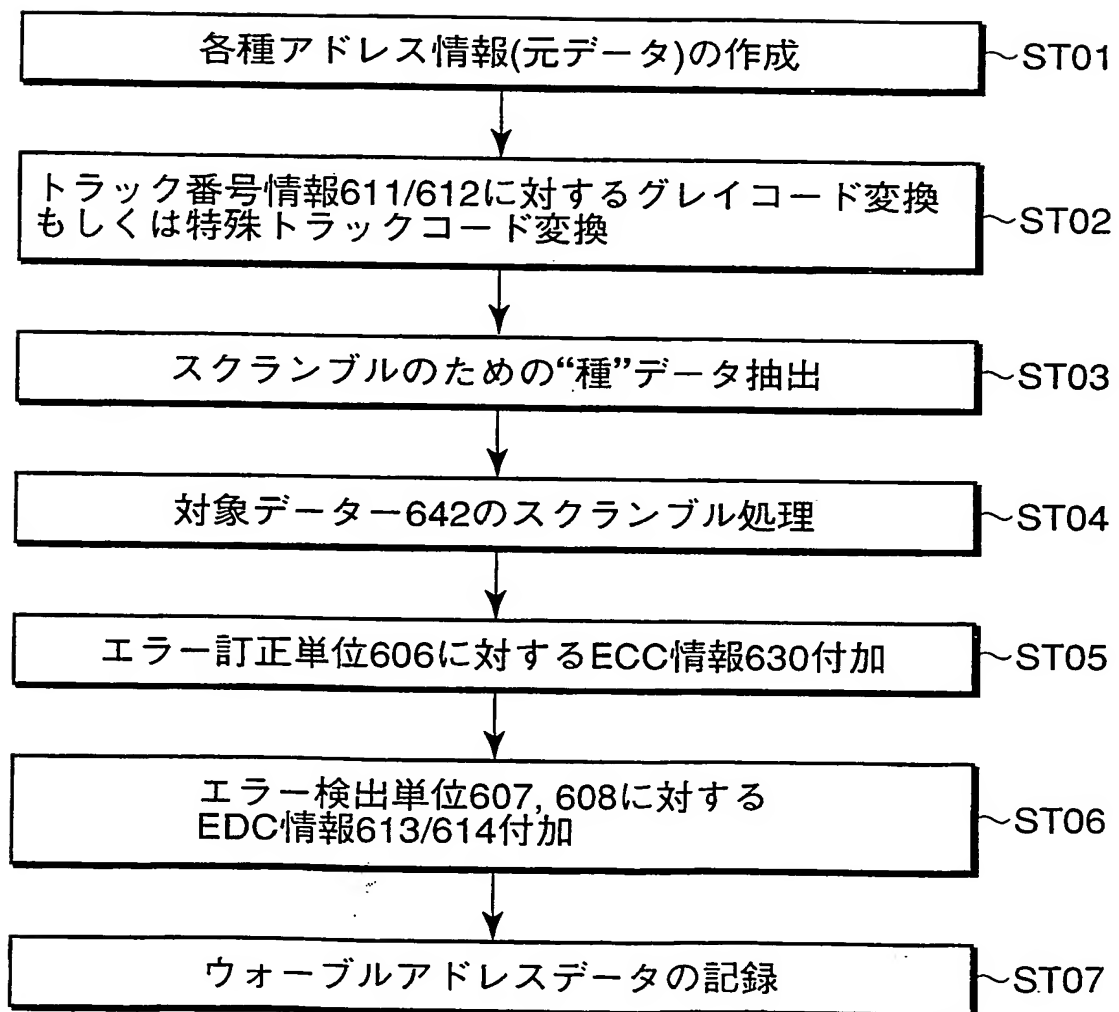 各種アドレス情報(元データ)の作成 ~ST01
トラック番号情報611/612に対するグレイコード変換
もしくは特殊トラックコード変換 ~ST02
スクランブルのための“種”データ抽出 ~ST03
対象データー642のスクランブル処理 ~ST04
エラー訂正単位606に対するECC情報630付加 ~ST05
エラー検出単位607, 608に対する
EDC情報613/614付加 ~ST06
ウォーブルアドレスデータの記録 ~ST07